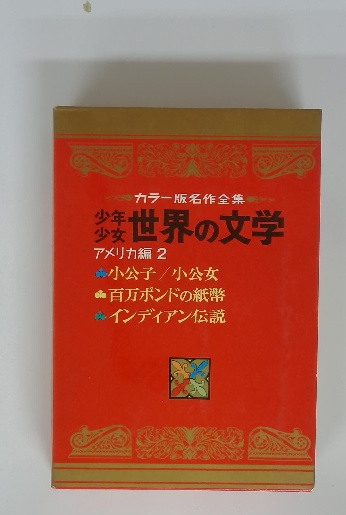 カラー版名作全集
少年少女 世界の文学
アメリカ編 2
小公子／小公女
百万ポンドの紙幣
インディアン伝説